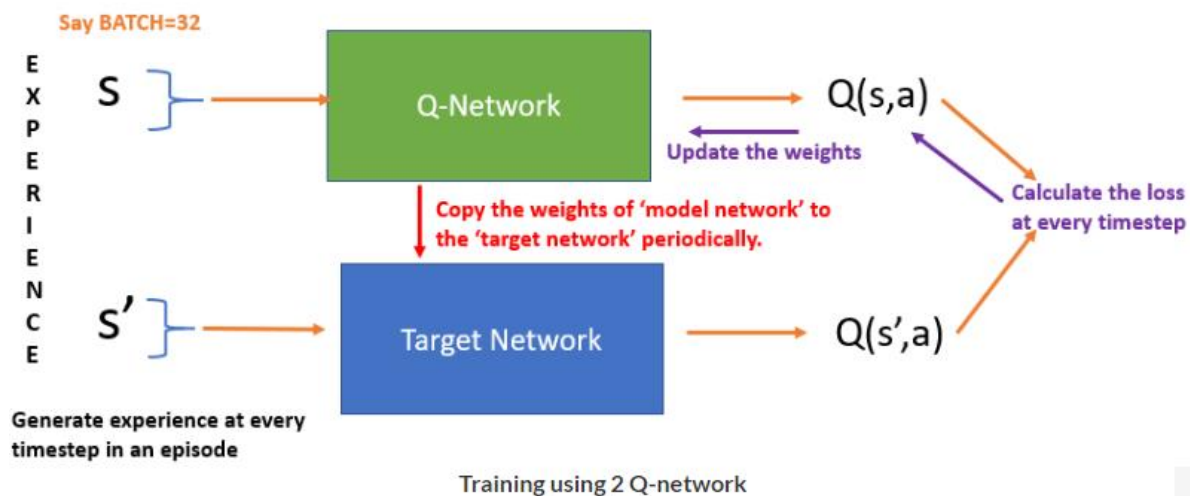 Say BATCH=32
EXPERIENCE
S
Q-Network
Q(s,a)
Update the weights
Calculate the loss
at every timestep
Copy the weights of ‘model network’ to
the ‘target network’ periodically.
S’
Target Network
Q(s’,a)
Generate experience at every
timestep in an episode
Training using 2 Q-network